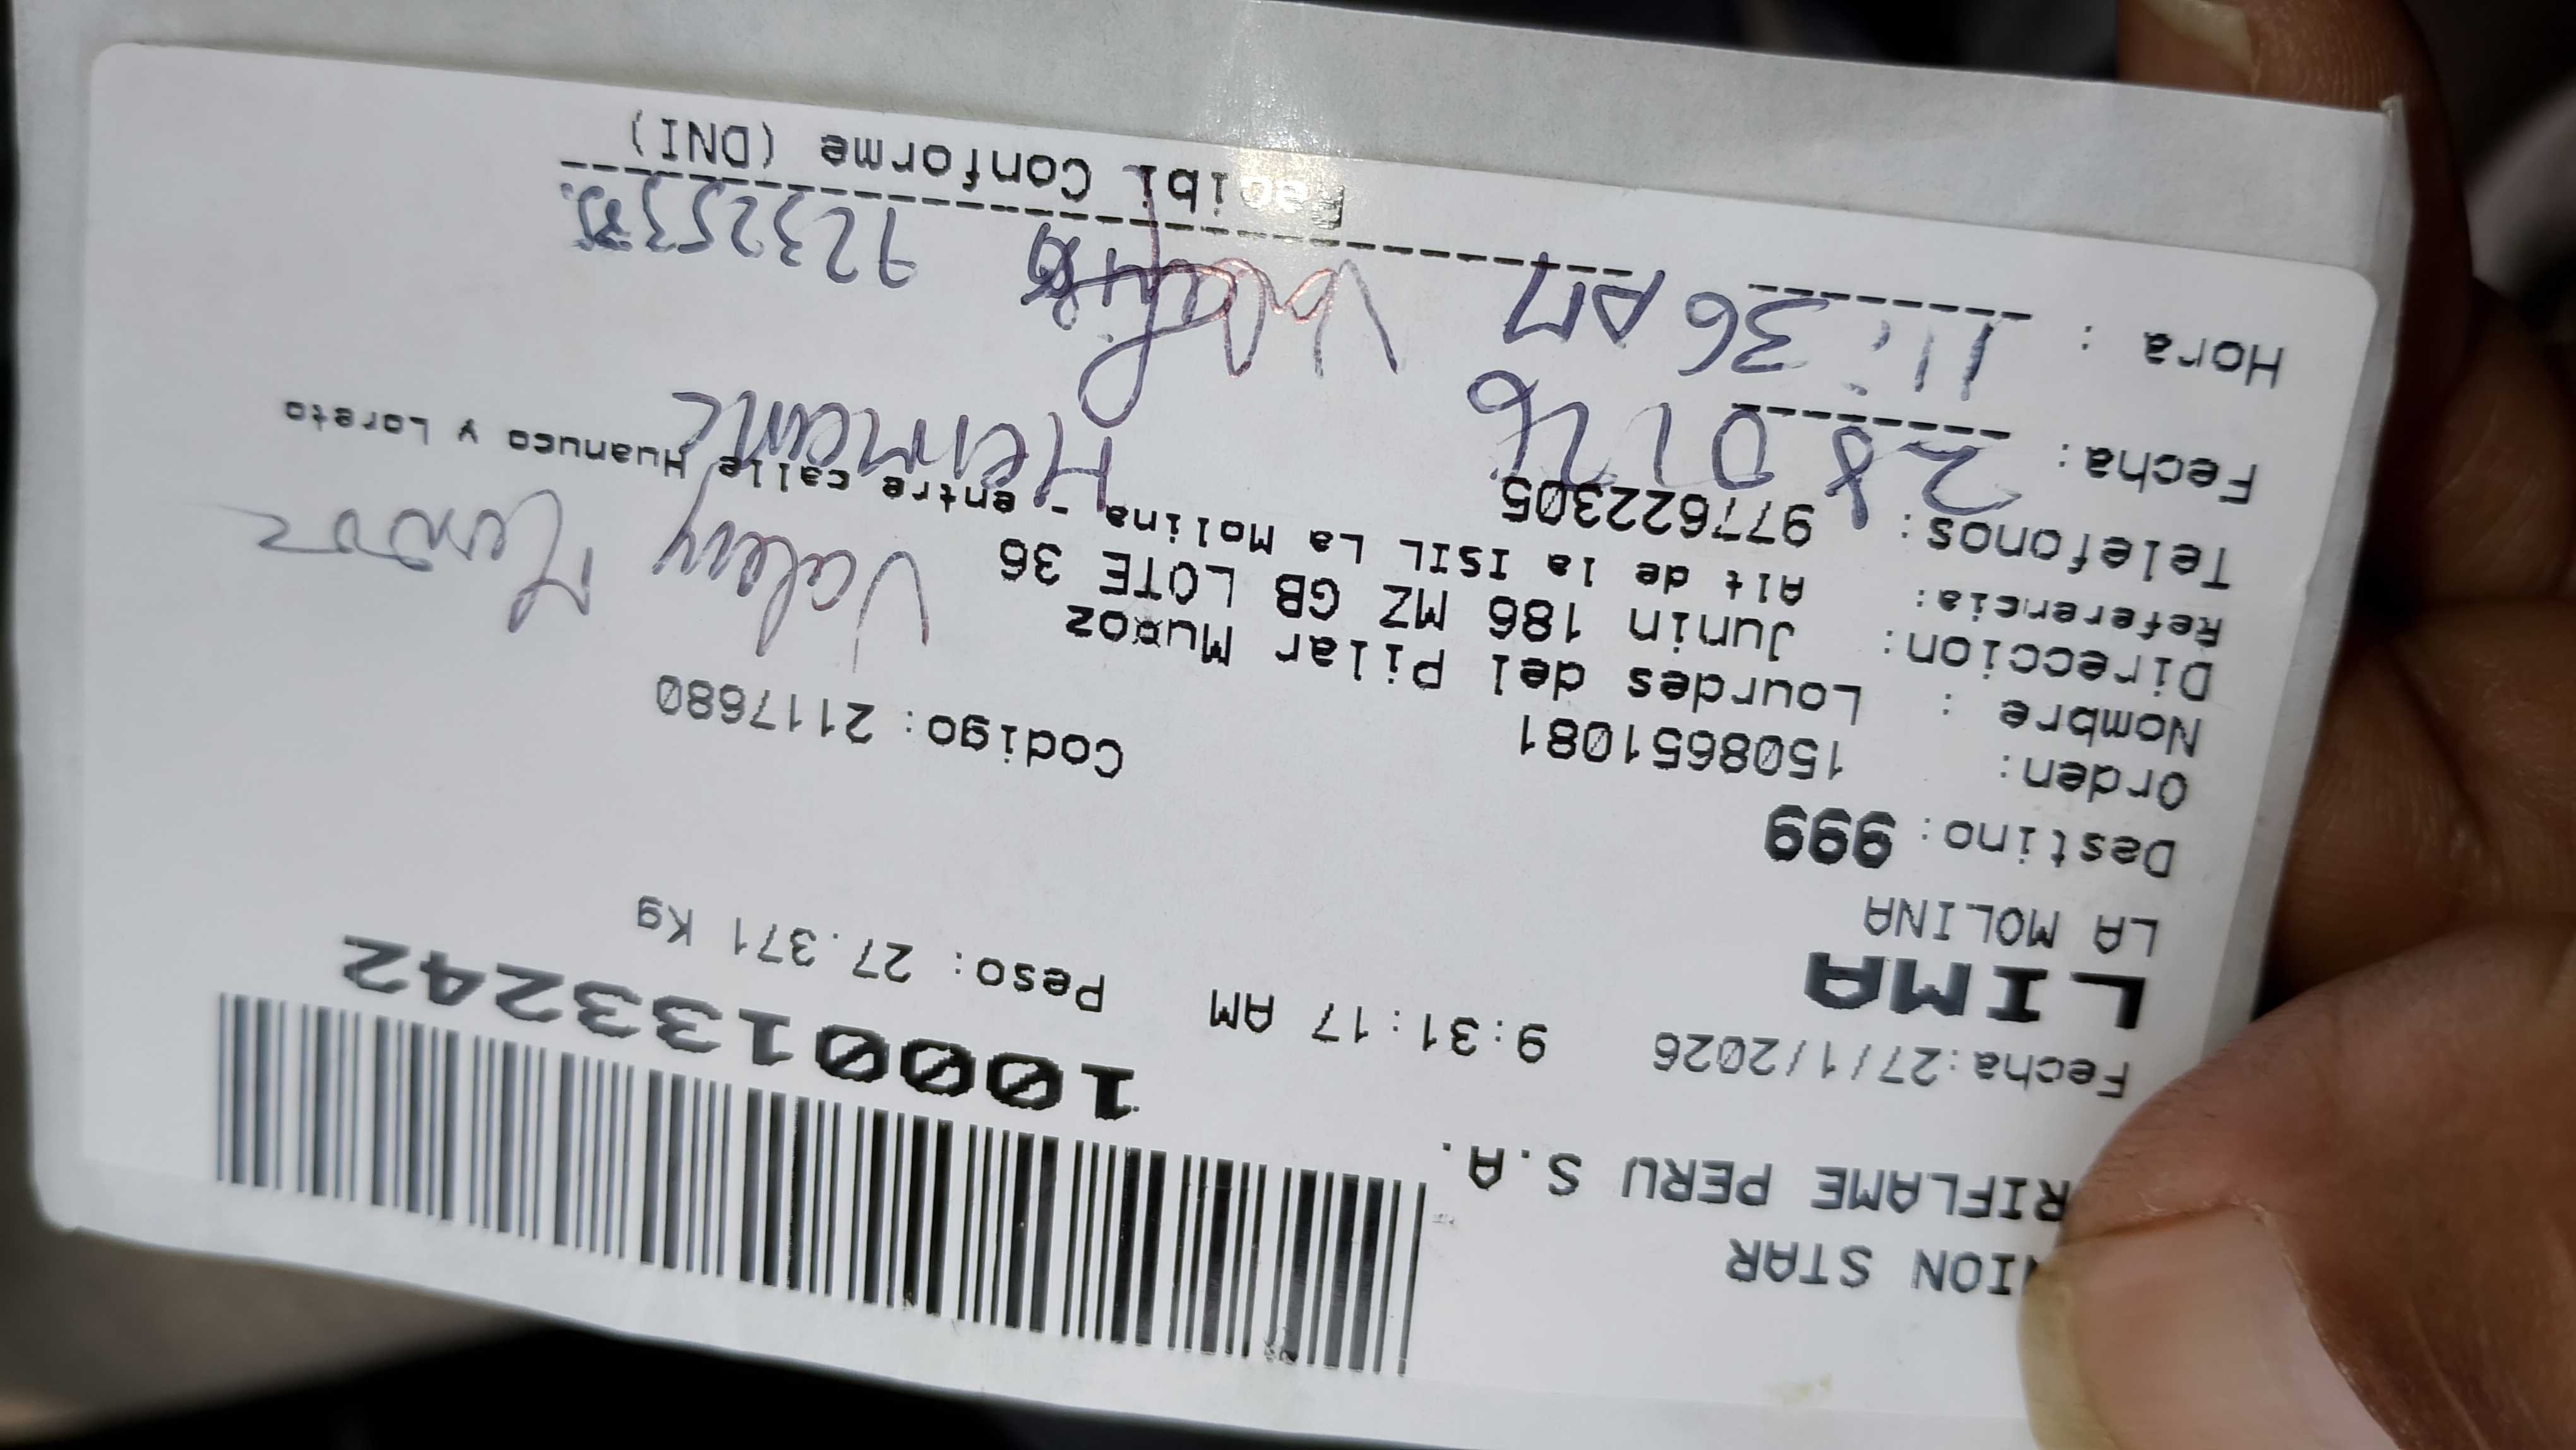 NION STAR
RIFLAME PERU S.A.
1000133242
Fecha:27/1/2026 9:31:17 AM Peso: 27.371 Kg
LIMA
LA MOLINA
Destino: 999
Orden: 1508651081 Codigo: 2117680
Nombre : Lourdes del Pilar Muñoz
Direccion: Junin 186 MZ GB LOTE 36
Referencia: Alt de la ISIL La Molina - entre calle Huanuco y Loreto
Telefonos: 977622305
Valery
Fecha: 28 01 26 Hermana
Hora : 11:36 pm
Recibi Conforme (DNI)